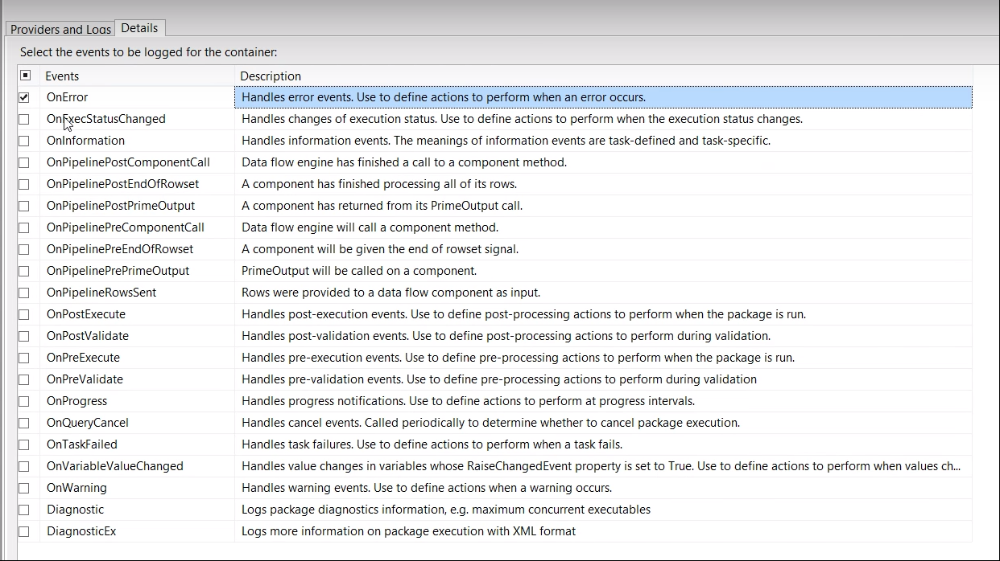 Providers and Logs Details
Select the events to be logged for the container:
Events Description
OnError Handles error events. Use to define actions to perform when an error occurs.
OnExecStatusChanged Handles changes of execution status. Use to define actions to perform when the execution status changes.
OnInformation Handles information events. The meanings of information events are task-defined and task-specific.
OnPipelinePostComponentCall Data flow engine has finished a call to a component method.
OnPipelinePostEndOfRowset A component has finished processing all of its rows.
OnPipelinePostPrimeOutput A component has returned from its PrimeOutput call.
OnPipelinePreComponentCall Data flow engine will call a component method.
OnPipelinePreEndOfRowset A component will be given the end of rowset signal.
OnPipelinePrePrimeOutput PrimeOutput will be called on a component.
OnPipelineRowsSent Rows were provided to a data flow component as input.
OnPostExecute Handles post-execution events. Use to define post-processing actions to perform when the package is run.
OnPostValidate Handles post-validation events. Use to define post-processing actions to perform during validation.
OnPreExecute Handles pre-execution events. Use to define pre-processing actions to perform when the package is run.
OnPreValidate Handles pre-validation events. Use to define pre-processing actions to perform during validation
OnProgress Handles progress notifications. Use to define actions to perform at progress intervals.
OnQueryCancel Handles cancel events. Called periodically to determine whether to cancel package execution.
OnTaskFailed Handles task failures. Use to define actions to perform when a task fails.
OnVariableValueChanged Handles value changes in variables whose RaiseChangedEvent property is set to True. Use to define actions to perform when values ch...
OnWarning Handles warning events. Use to define actions when a warning occurs.
Diagnostic Logs package diagnostics information, e.g. maximum concurrent executables
DiagnosticEx Logs more information on package execution with XML format